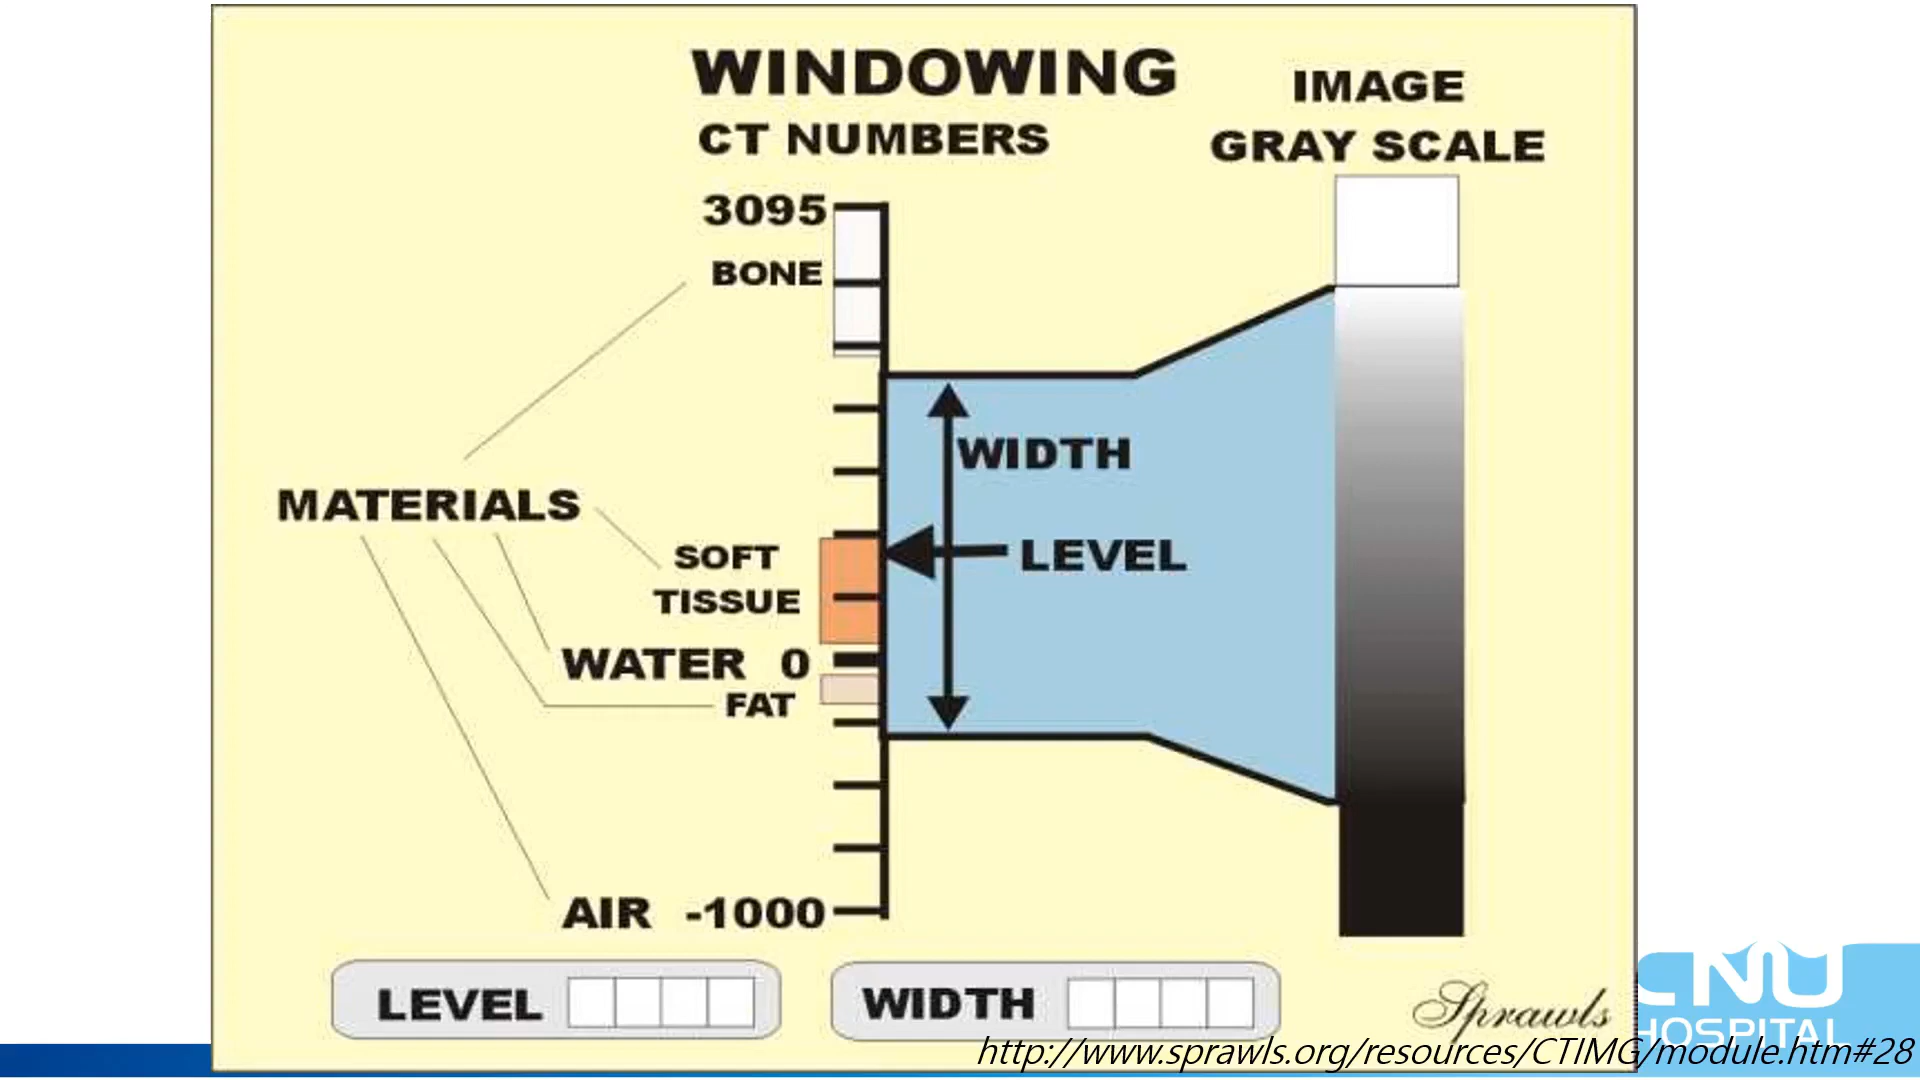 WINDOWING
CT NUMBERS
IMAGE
GRAY SCALE
3095
BONE
WIDTH
MATERIALS
SOFT
TISSUE
LEVEL
WATER 0
FAT
AIR -1000
LEVEL
WIDTH
Sprawls
CNU
HOSPITAL
http://www.sprawls.org/resources/CTIMG/module.htm#28